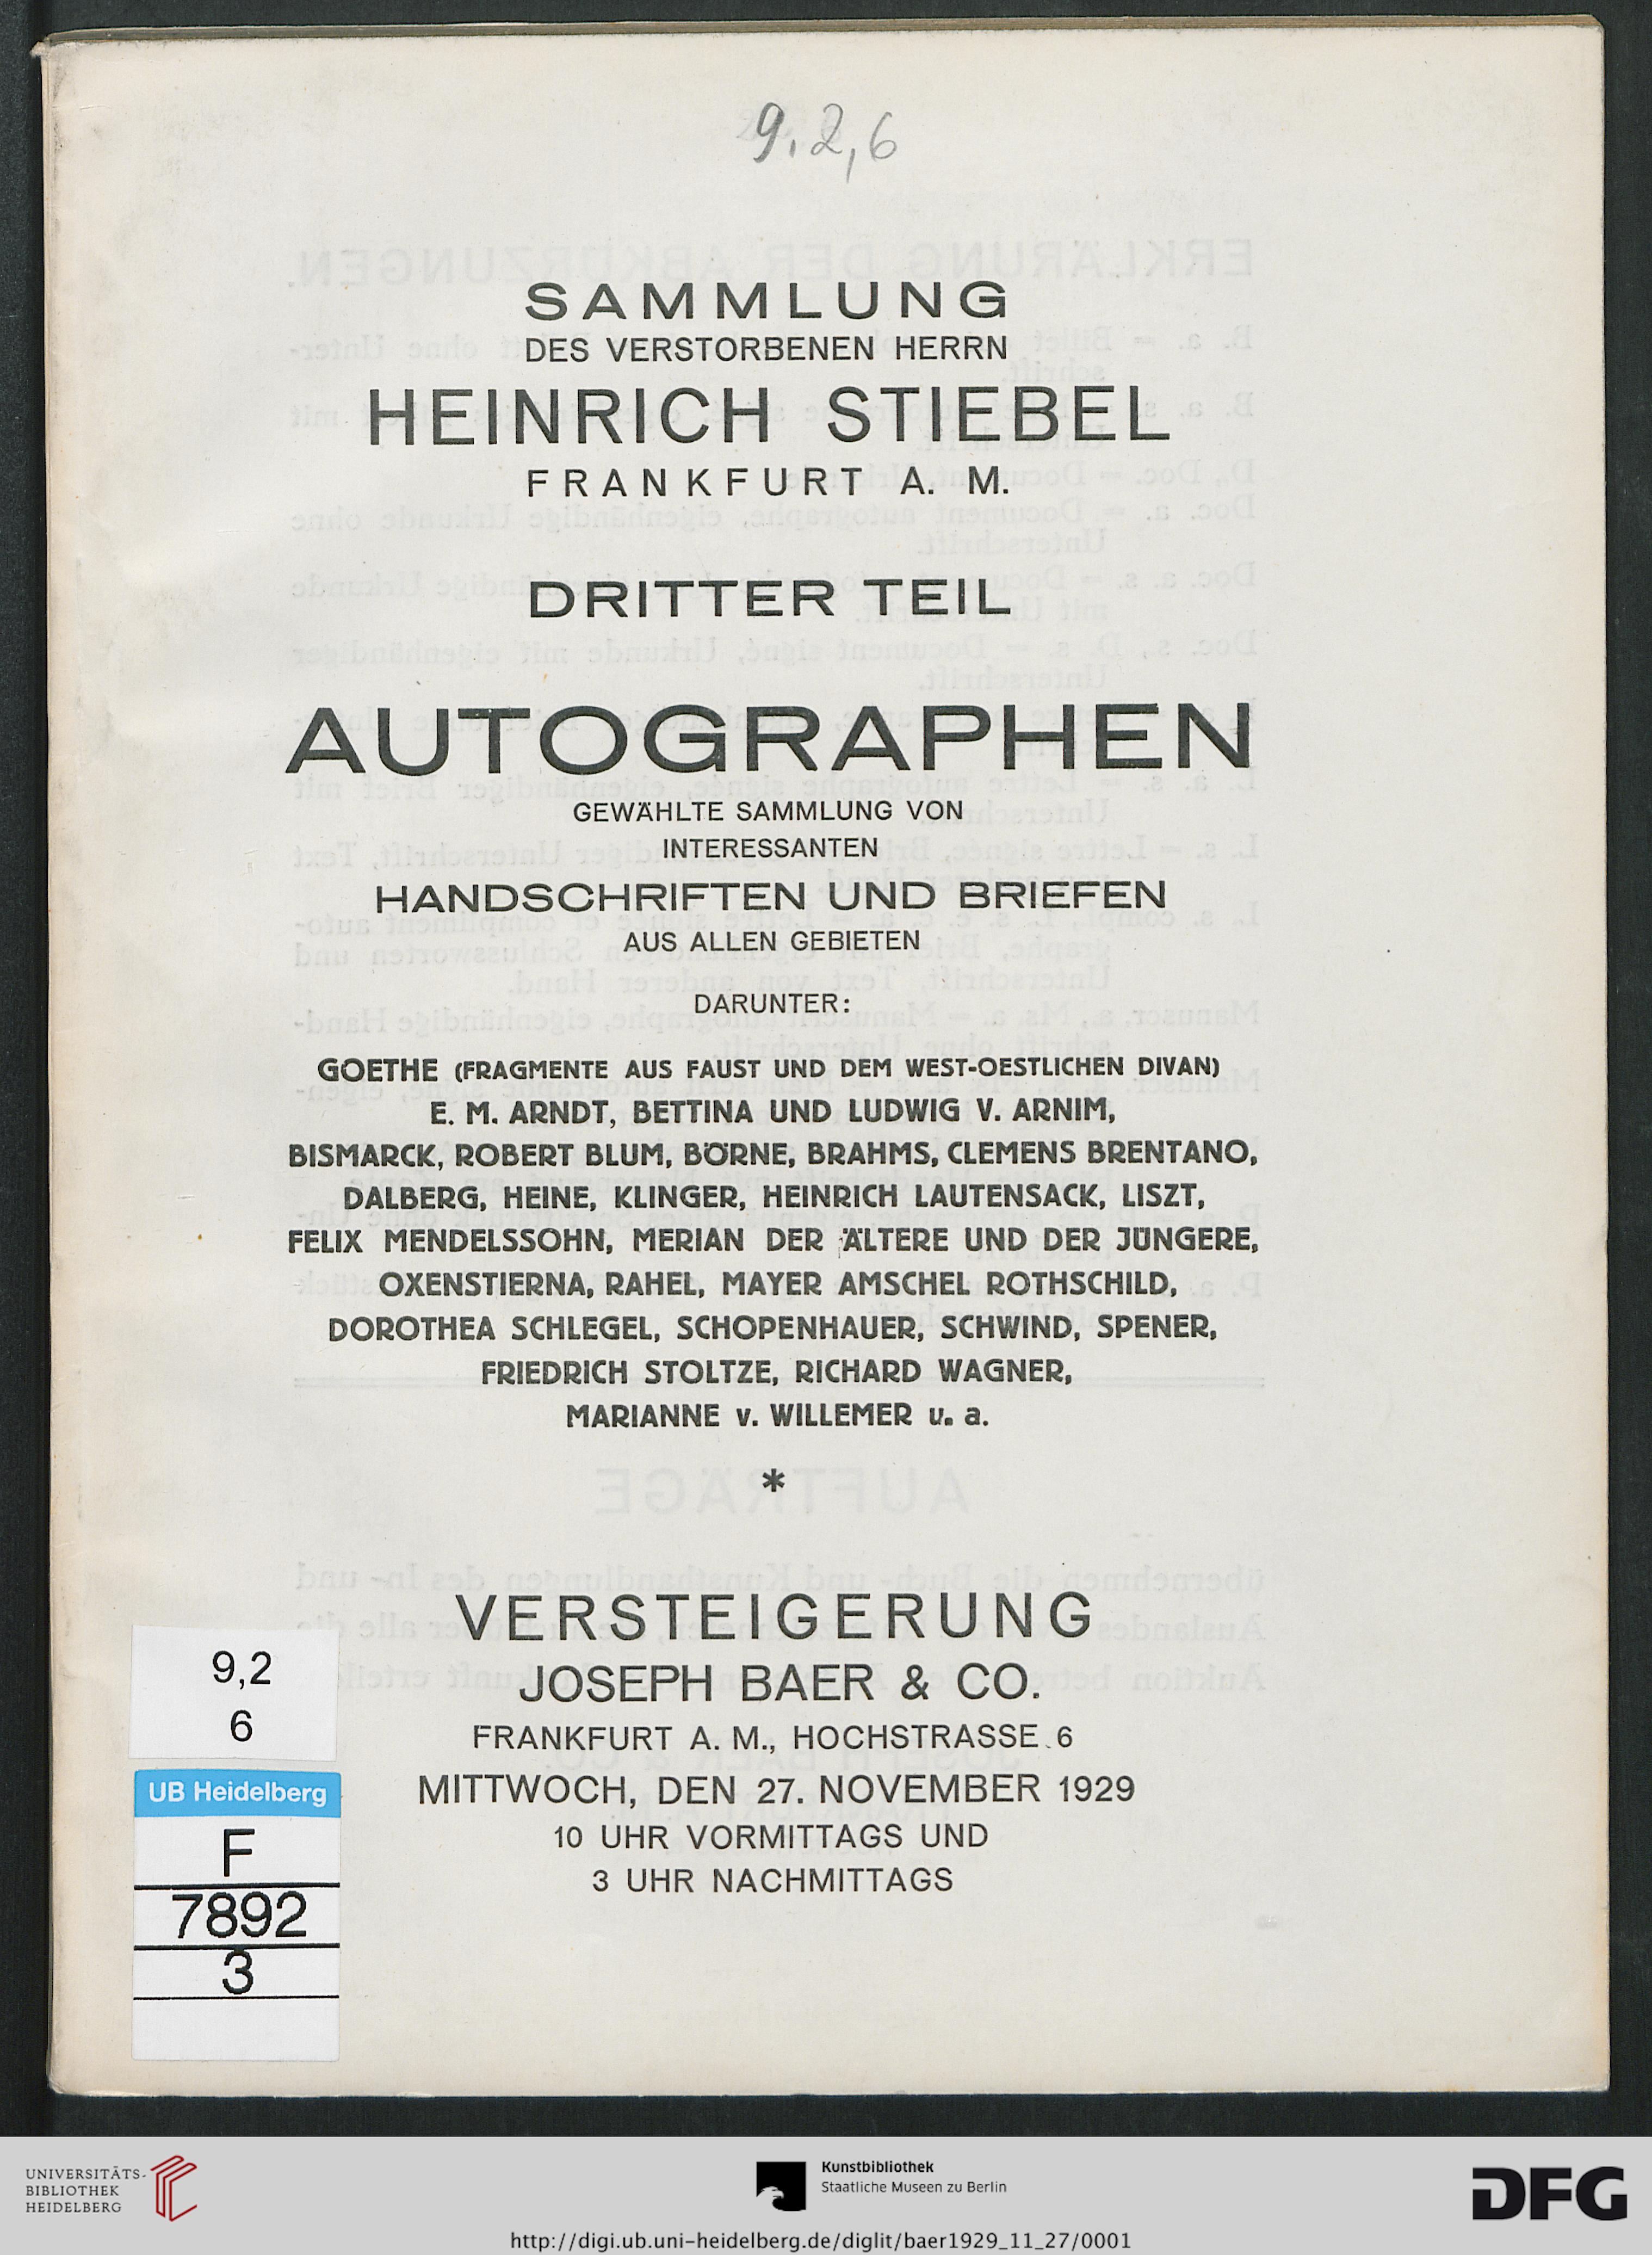 9,2,6
SAMMLUNG
DES VERSTORBENEN HERRN
HEINRICH STIEBEL
FRANKFURT A. M.
DRITTER TEIL
AUTOGRAPHEN
GEWÄHLTE SAMMLUNG VON
INTERESSANTEN
HANDSCHRIFTEN UND BRIEFEN
AUS ALLEN GEBIETEN
DARUNTER:
GOETHE (FRAGMENTE AUS FAUST UND DEM WEST-OESTLICHEN DIVAN)
E. M. ARNDT, BETTINA UND LUDWIG V. ARNIM,
BISMARCK, ROBERT BLUM, BÖRNE, BRAHMS, CLEMENS BRENTANO,
DALBERG, HEINE, KLINGER, HEINRICH LAUTENSACK, LISZT,
FELIX MENDELSSOHN, MERIAN DER ÄLTERE UND DER JÜNGERE,
OXENSTIERNA, RAHEL, MAYER AMSCHEL ROTHSCHILD,
DOROTHEA SCHLEGEL, SCHOPENHAUER, SCHWIND, SPENER,
FRIEDRICH STOLTZE, RICHARD WAGNER,
MARIANNE v. WILLEMER u. a.
*
VERSTEIGERUNG
JOSEPH BAER & CO.
FRANKFURT A. M., HOCHSTRASSE 6
MITTWOCH, DEN 27. NOVEMBER 1929
10 UHR VORMITTAGS UND
3 UHR NACHMITTAGS
9,2
6
UB Heidelberg
F
7892
3
UNIVERSITÄTS-
BIBLIOTHEK
HEIDELBERG
Kunstbibliothek
Staatliche Museen zu Berlin
DFG
http://digi.ub.uni-heidelberg.de/diglit/baer1929_11_27/0001